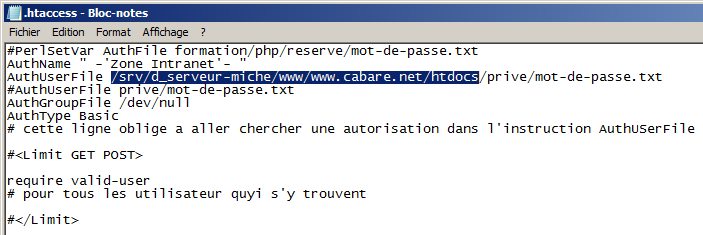 .htaccess - Bloc-notes
Fichier Edition Format Affichage ?
#PerlSetVar AuthFile formation/php/reserve/mot-de-passe.txt
AuthName " -'Zone Intranet'- "
AuthUserFile /srv/d_serveur-miche/www/www.cabare.net/htdocs/prive/mot-de-passe.txt
#AuthUserFile prive/mot-de-passe.txt
AuthGroupFile /dev/null
AuthType Basic
# cette ligne oblige a aller chercher une autorisation dans l'instruction AuthUSerFile
#<Limit GET POST>
require valid-user
# pour tous les utilisateur quyi s'y trouvent
#</Limit>